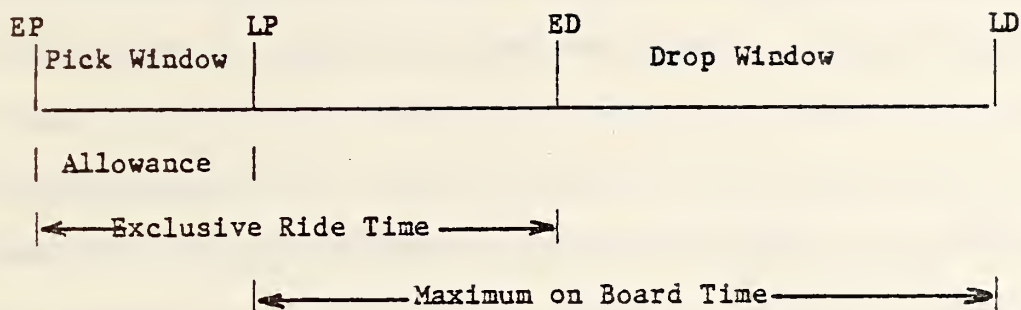 EP LP ED LD
Pick Window Drop Window
Allowance
Exclusive Ride Time
Maximum on Board Time